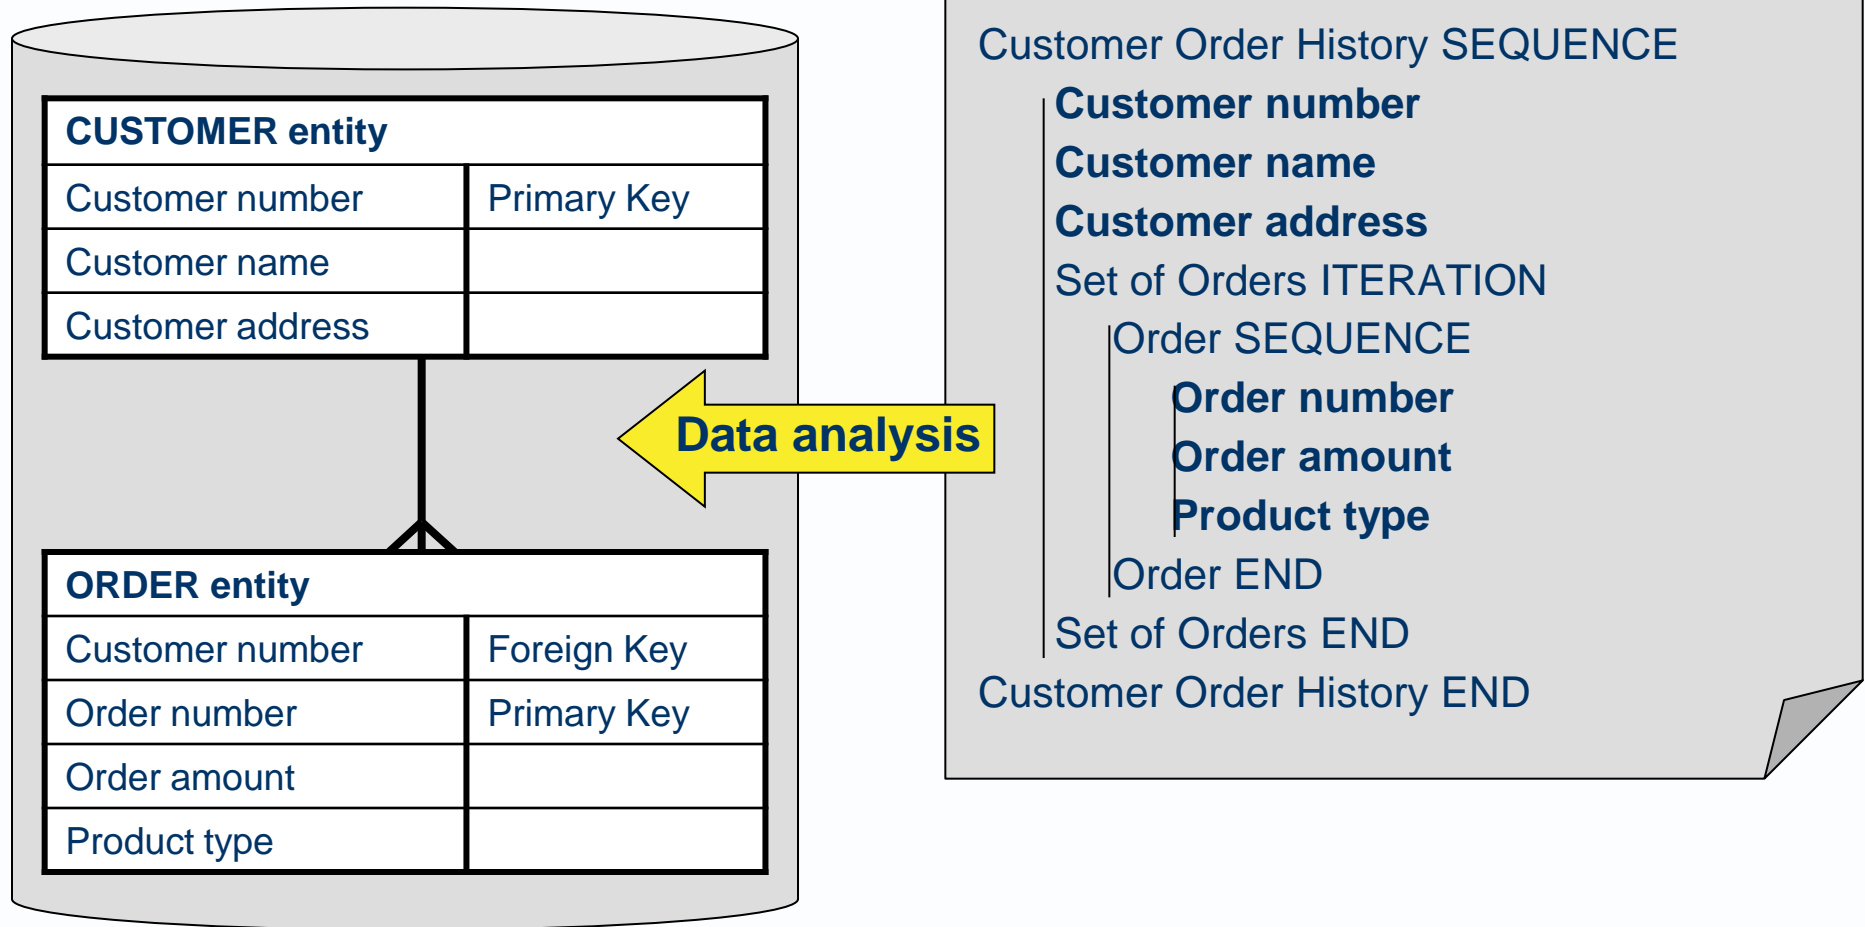 CUSTOMER entity
Customer number Primary Key
Customer name
Customer address
ORDER entity
Customer number Foreign Key
Order number Primary Key
Order amount
Product type
Data analysis
Customer Order History SEQUENCE
Customer number
Customer name
Customer address
Set of Orders ITERATION
Order SEQUENCE
Order number
Order amount
Product type
Order END
Set of Orders END
Customer Order History END